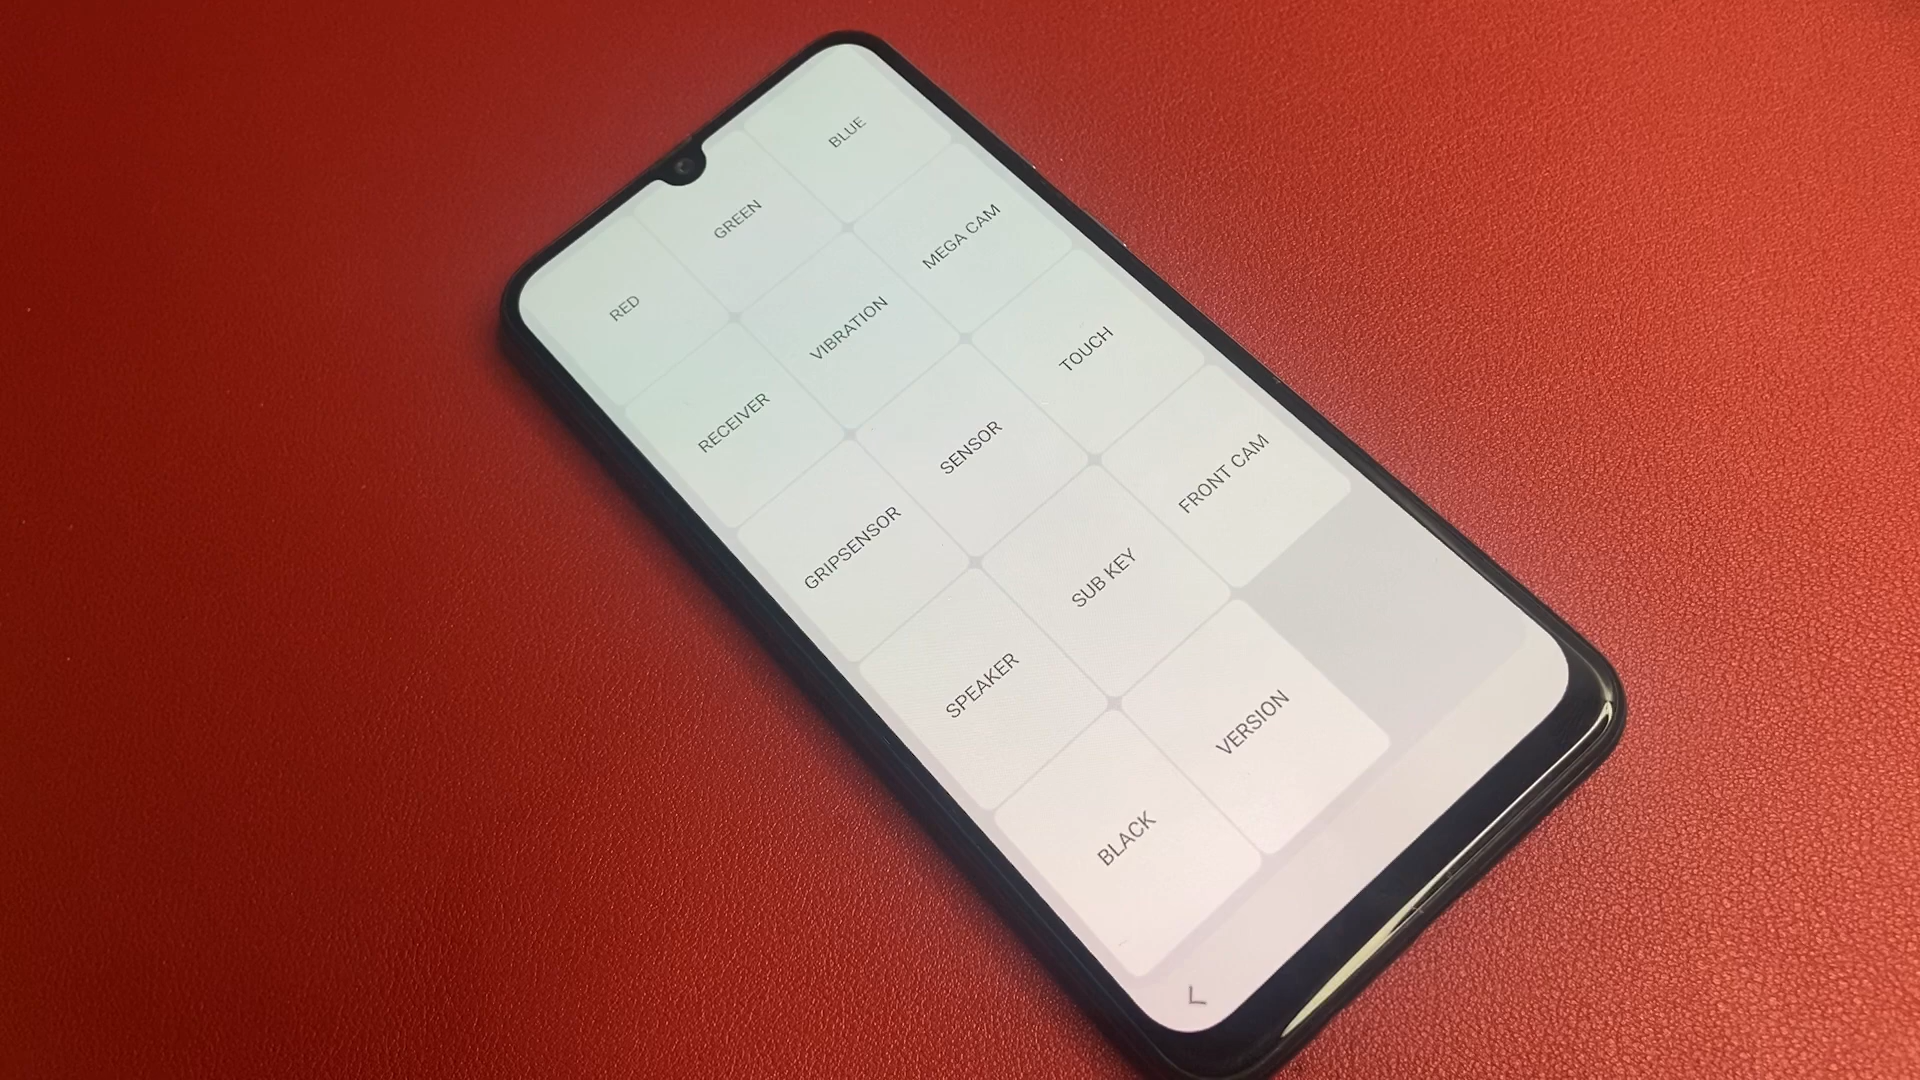 RED GREEN BLUE
RECEIVER VIBRATION MEGA CAM
GRIPSENSOR SENSOR TOUCH
SPEAKER SUB KEY FRONT CAM
BLACK VERSION